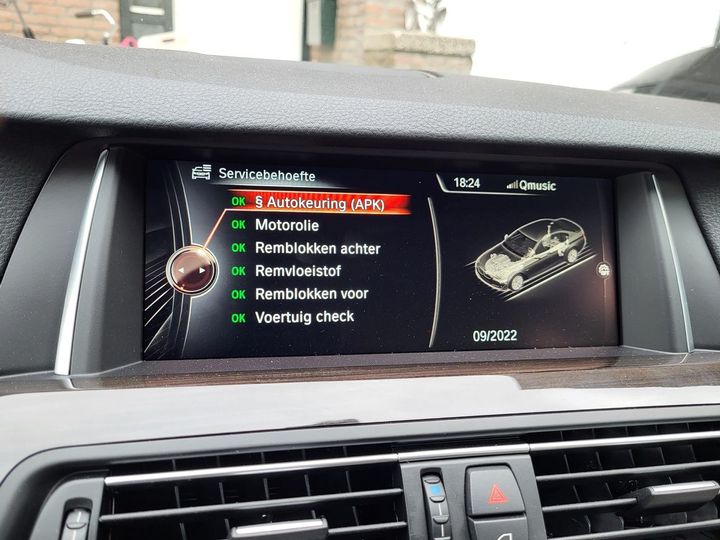 Servicebehoefte
18:24 Qmusic
OK § Autokeuring (APK)
OK Motorolie
OK Remblokken achter
OK Remvloeistof
OK Remblokken voor
OK Voertuig check
09/2022